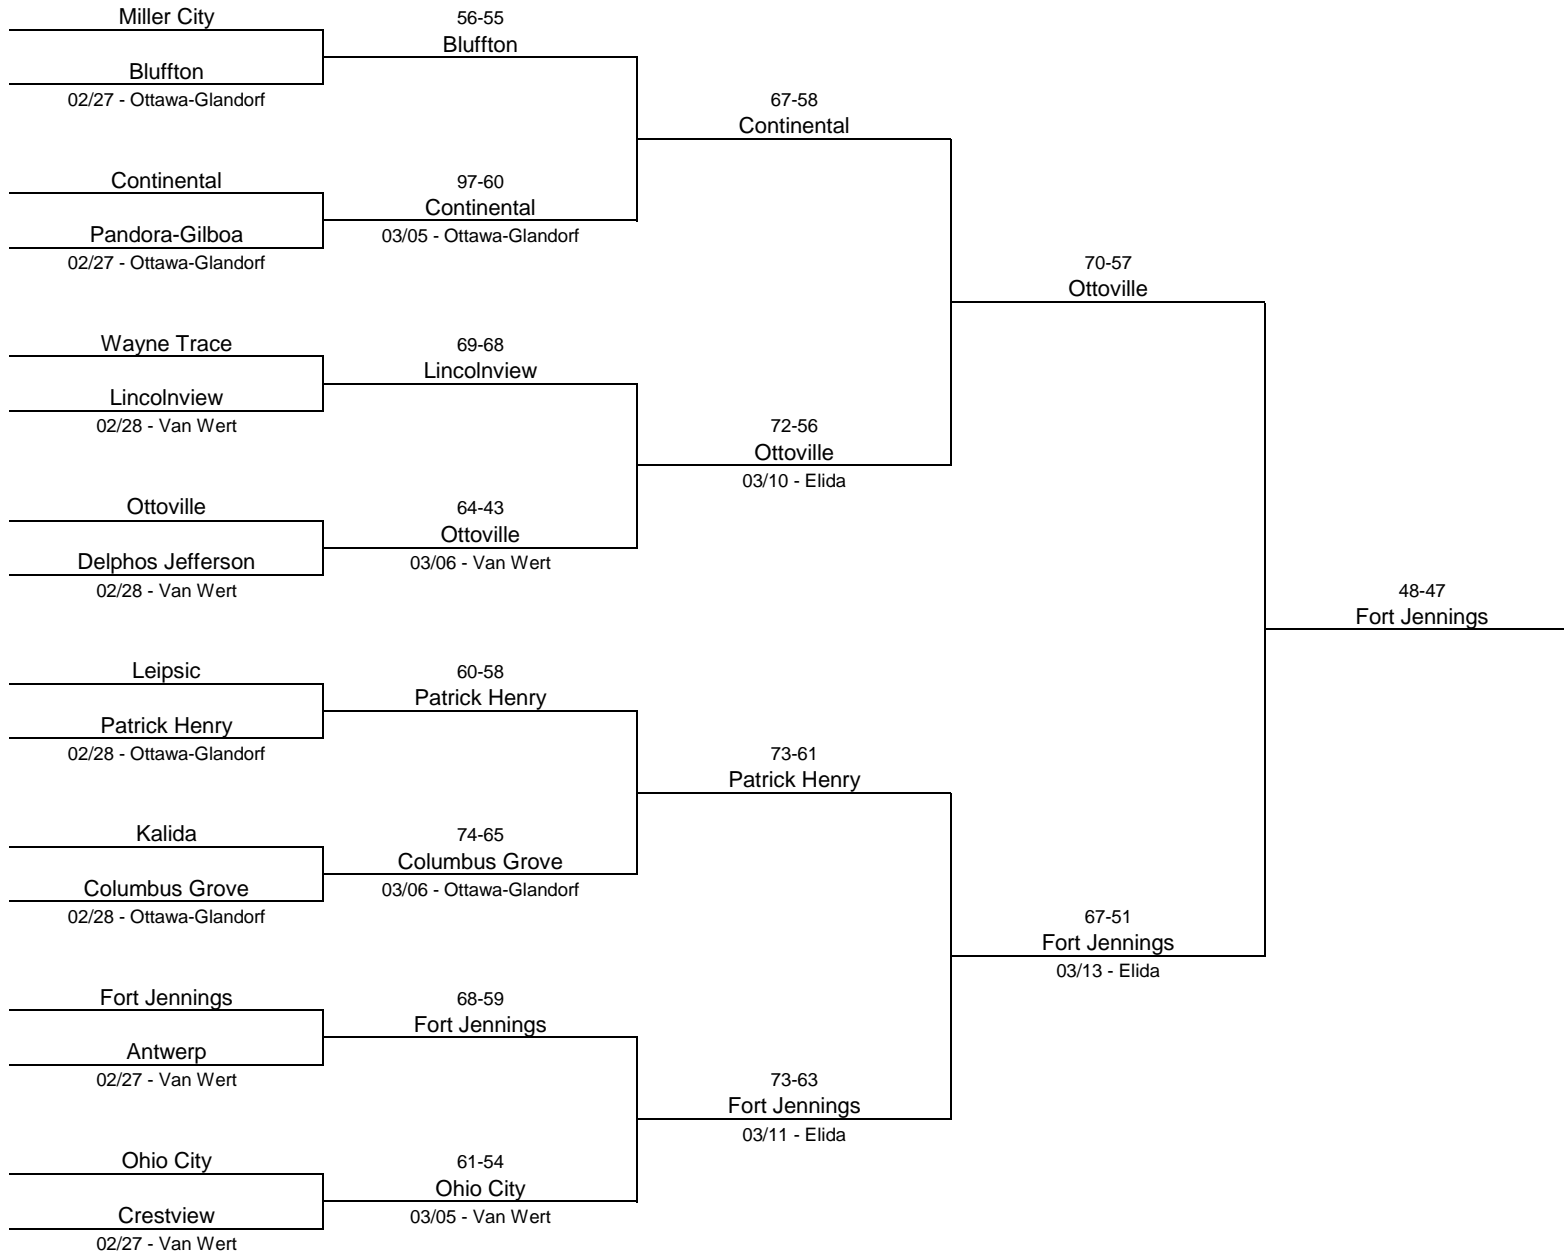 Miller City
Bluffton
02/27 - Ottawa-Glandorf
Continental
Pandora-Gilboa
02/27 - Ottawa-Glandorf
Wayne Trace
Lincolnview
02/28 - Van Wert
Ottoville
Delphos Jefferson
02/28 - Van Wert
Leipsic
Patrick Henry
02/28 - Ottawa-Glandorf
Kalida
Columbus Grove
02/28 - Ottawa-Glandorf
Fort Jennings
Antwerp
02/27 - Van Wert
Ohio City
Crestview
02/27 - Van Wert
56-55
Bluffton
97-60
Continental
03/05 - Ottawa-Glandorf
69-68
Lincolnview
64-43
Ottoville
03/06 - Van Wert
60-58
Patrick Henry
74-65
Columbus Grove
03/06 - Ottawa-Glandorf
68-59
Fort Jennings
61-54
Ohio City
03/05 - Van Wert
67-58
Continental
72-56
Ottoville
03/10 - Elida
73-61
Patrick Henry
73-63
Fort Jennings
03/11 - Elida
70-57
Ottoville
67-51
Fort Jennings
03/13 - Elida
48-47
Fort Jennings